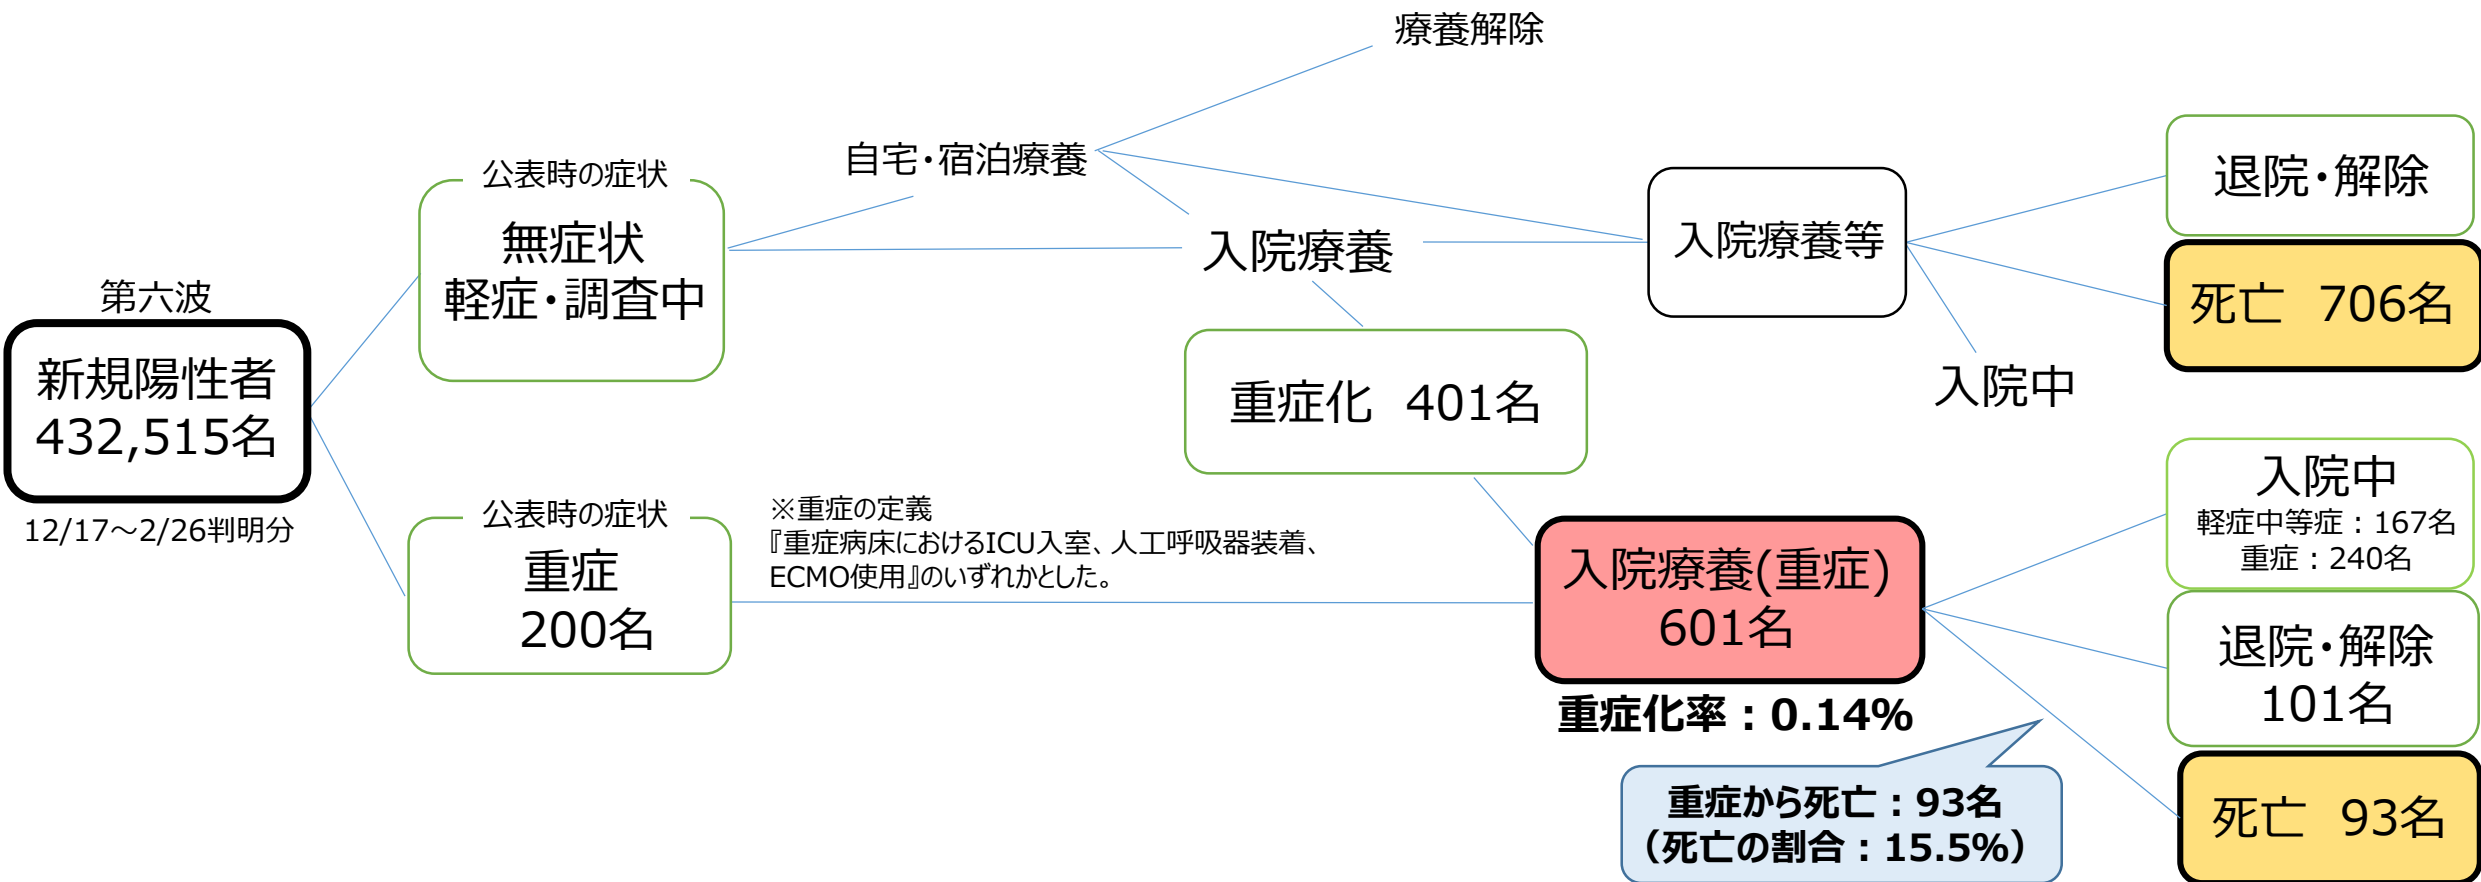 第六波
新規陽性者
432,515名
12/17～2/26判明分
公表時の症状
無症状
軽症・調査中
公表時の症状
重症
200名
※重症の定義
『重症病床におけるICU入室、人工呼吸器装着、
ECMO使用』のいずれかとした。
自宅・宿泊療養
療養解除
入院療養
重症化 401名
入院療養等
入院療養(重症)
601名
重症化率：0.14%
重症から死亡：93名
（死亡の割合：15.5%）
退院・解除
死亡 706名
入院中
入院中
軽症中等症：167名
重症：240名
退院・解除
101名
死亡 93名